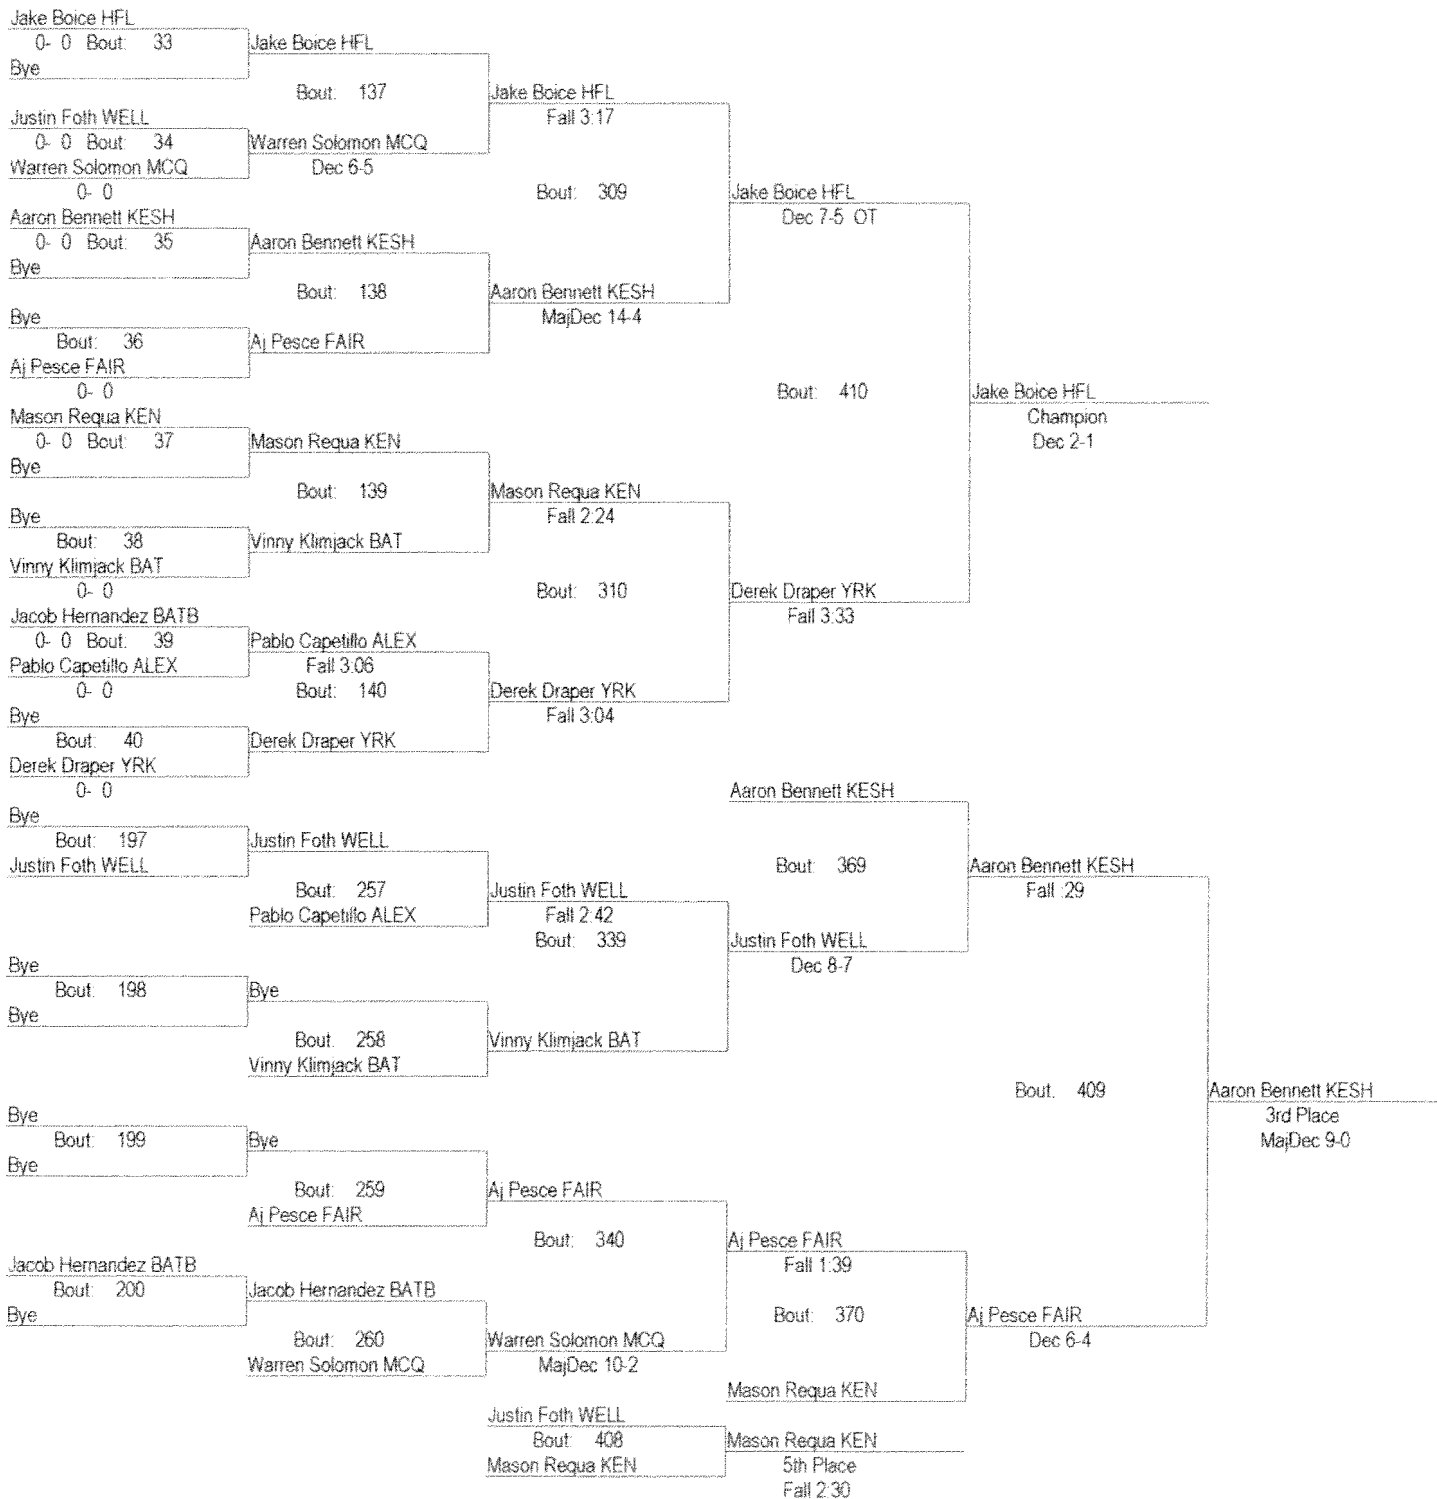 Jake Boice HFL
0- 0 Bout: 33
Bye
Jake Boice HFL
Bout: 137
Justin Foth WELL
0- 0 Bout: 34
Warren Solomon MCQ
0- 0
Warren Solomon MCQ
Dec 6-5
Jake Boice HFL
Fall 3:17
Bout: 309
Aaron Bennett KESH
0- 0 Bout: 35
Bye
Aaron Bennett KESH
Bout: 138
Bye
Bout: 36
Aj Pesce FAIR
0- 0
Aj Pesce FAIR
Aaron Bennett KESH
MajDec 14-4
Jake Boice HFL
Dec 7-5 OT
Bout: 410
Mason Requa KEN
0- 0 Bout: 37
Bye
Mason Requa KEN
Bout: 139
Bye
Bout: 38
Vinny Klimjack BAT
0- 0
Vinny Klimjack BAT
Mason Requa KEN
Fall 2:24
Bout: 310
Jacob Hernandez BATB
0- 0 Bout: 39
Pablo Capetillo ALEX
0- 0
Pablo Capetillo ALEX
Fall 3:06
Bout: 140
Bye
Bout: 40
Derek Draper YRK
0- 0
Derek Draper YRK
Derek Draper YRK
Fall 3:04
Derek Draper YRK
Fall 3:33
Jake Boice HFL
Champion
Dec 2-1
Bye
Bout: 197
Justin Foth WELL
Justin Foth WELL
Bout: 257
Pablo Capetillo ALEX
Justin Foth WELL
Fall 2:42
Bout: 339
Bye
Bout: 198
Bye
Bye
Bout: 258
Vinny Klimjack BAT
Vinny Klimjack BAT
Aaron Bennett KESH
Bout: 369
Justin Foth WELL
Dec 8-7
Aaron Bennett KESH
Fall :29
Bout: 409
Bye
Bout: 199
Bye
Bye
Bout: 259
Aj Pesce FAIR
Aj Pesce FAIR
Bout: 340
Jacob Hernandez BATB
Bout: 200
Bye
Jacob Hernandez BATB
Bout: 260
Warren Solomon MCQ
Warren Solomon MCQ
MajDec 10-2
Aj Pesce FAIR
Fall 1:39
Bout: 370
Mason Requa KEN
Aj Pesce FAIR
Dec 6-4
Aaron Bennett KESH
3rd Place
MajDec 9-0
Justin Foth WELL
Bout: 408
Mason Requa KEN
Mason Requa KEN
5th Place
Fall 2:30